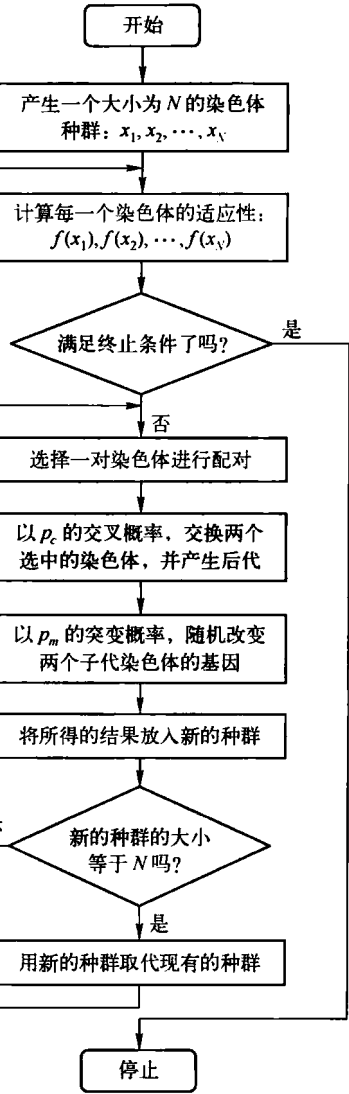 开始
产生一个大小为 N 的染色体
种群：x₁, x₂, ⋯, x_N
计算每一个染色体的适应性：
f(x₁), f(x₂), ⋯, f(x_N)
满足终止条件了吗？
是
否
选择一对染色体进行配对
以 p_c 的交叉概率，交换两个
选中的染色体，并产生后代
以 p_m 的突变概率，随机改变
两个子代染色体的基因
将所得的结果放入新的种群
新的种群的大小
等于 N 吗？
是
用新的种群取代现有的种群
停止